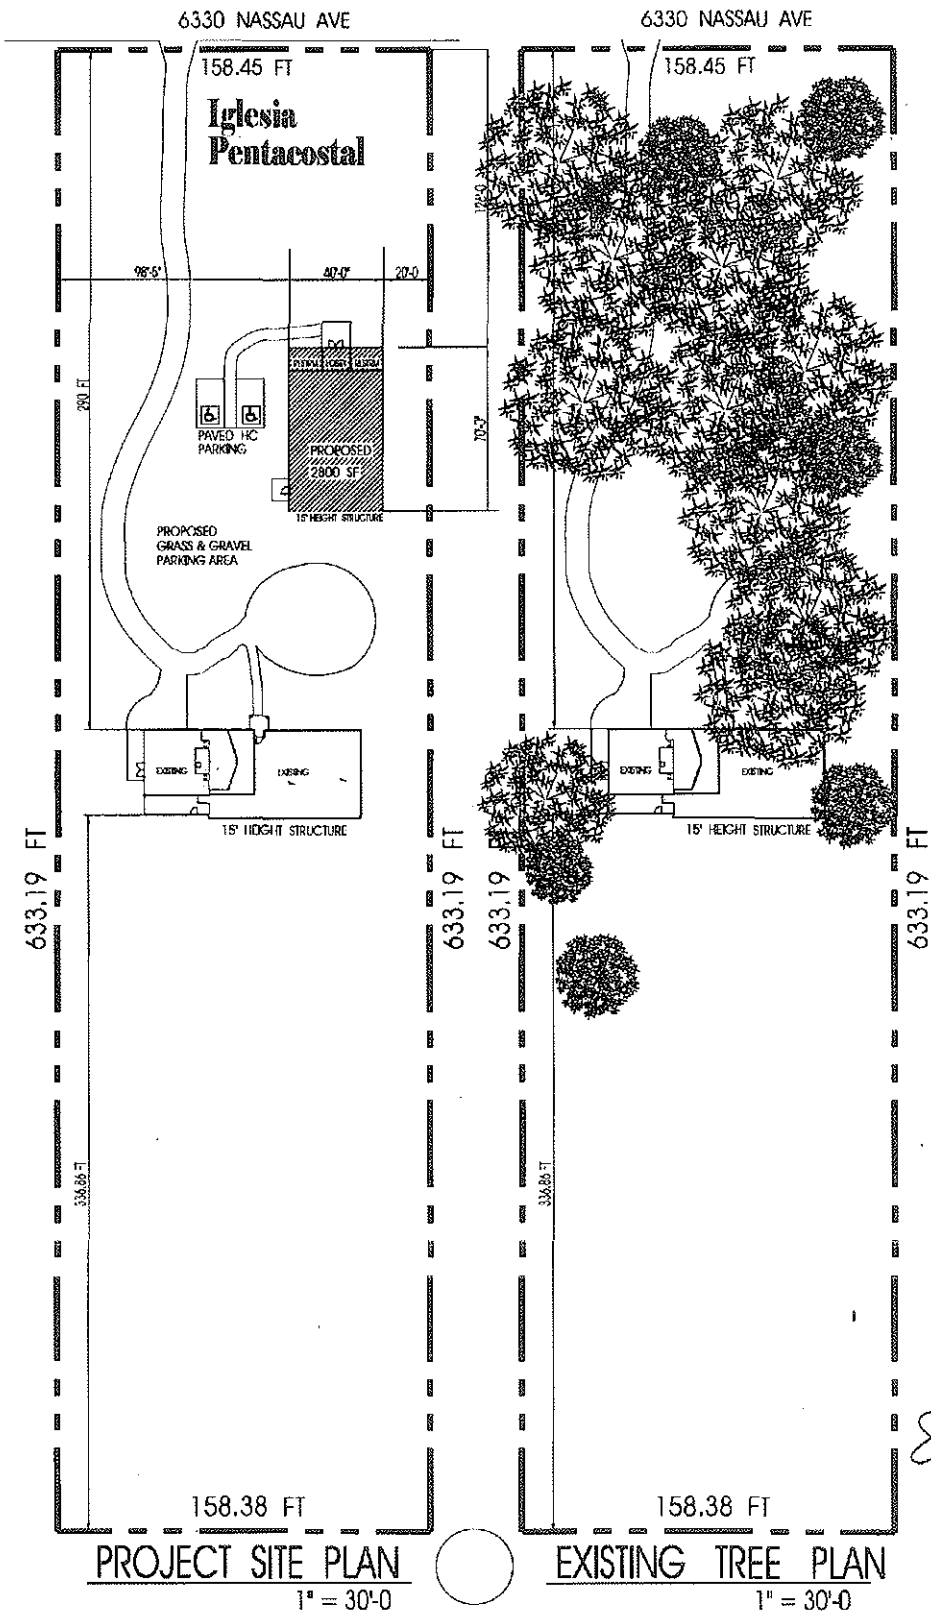 6330 NASSAU AVE
158.45 FT
Iglesia
Pentacostal
98'-5"
40'-0"
20'-0
290 FT
70'-0"
PAVED HC
PARKING
PROPOSED
2800 SF
15' HEIGHT STRUCTURE
PROPOSED
GRASS & GRAVEL
PARKING AREA
EXISTING
EXISTING
15' HEIGHT STRUCTURE
633.19 FT
633.19 FT
336.86 FT
158.38 FT
PROJECT SITE PLAN
1" = 30'-0
6330 NASSAU AVE
158.45 FT
EXISTING
EXISTING
15' HEIGHT STRUCTURE
633.19 FT
633.19 FT
336.86 FT
158.38 FT
EXISTING TREE PLAN
1" = 30'-0